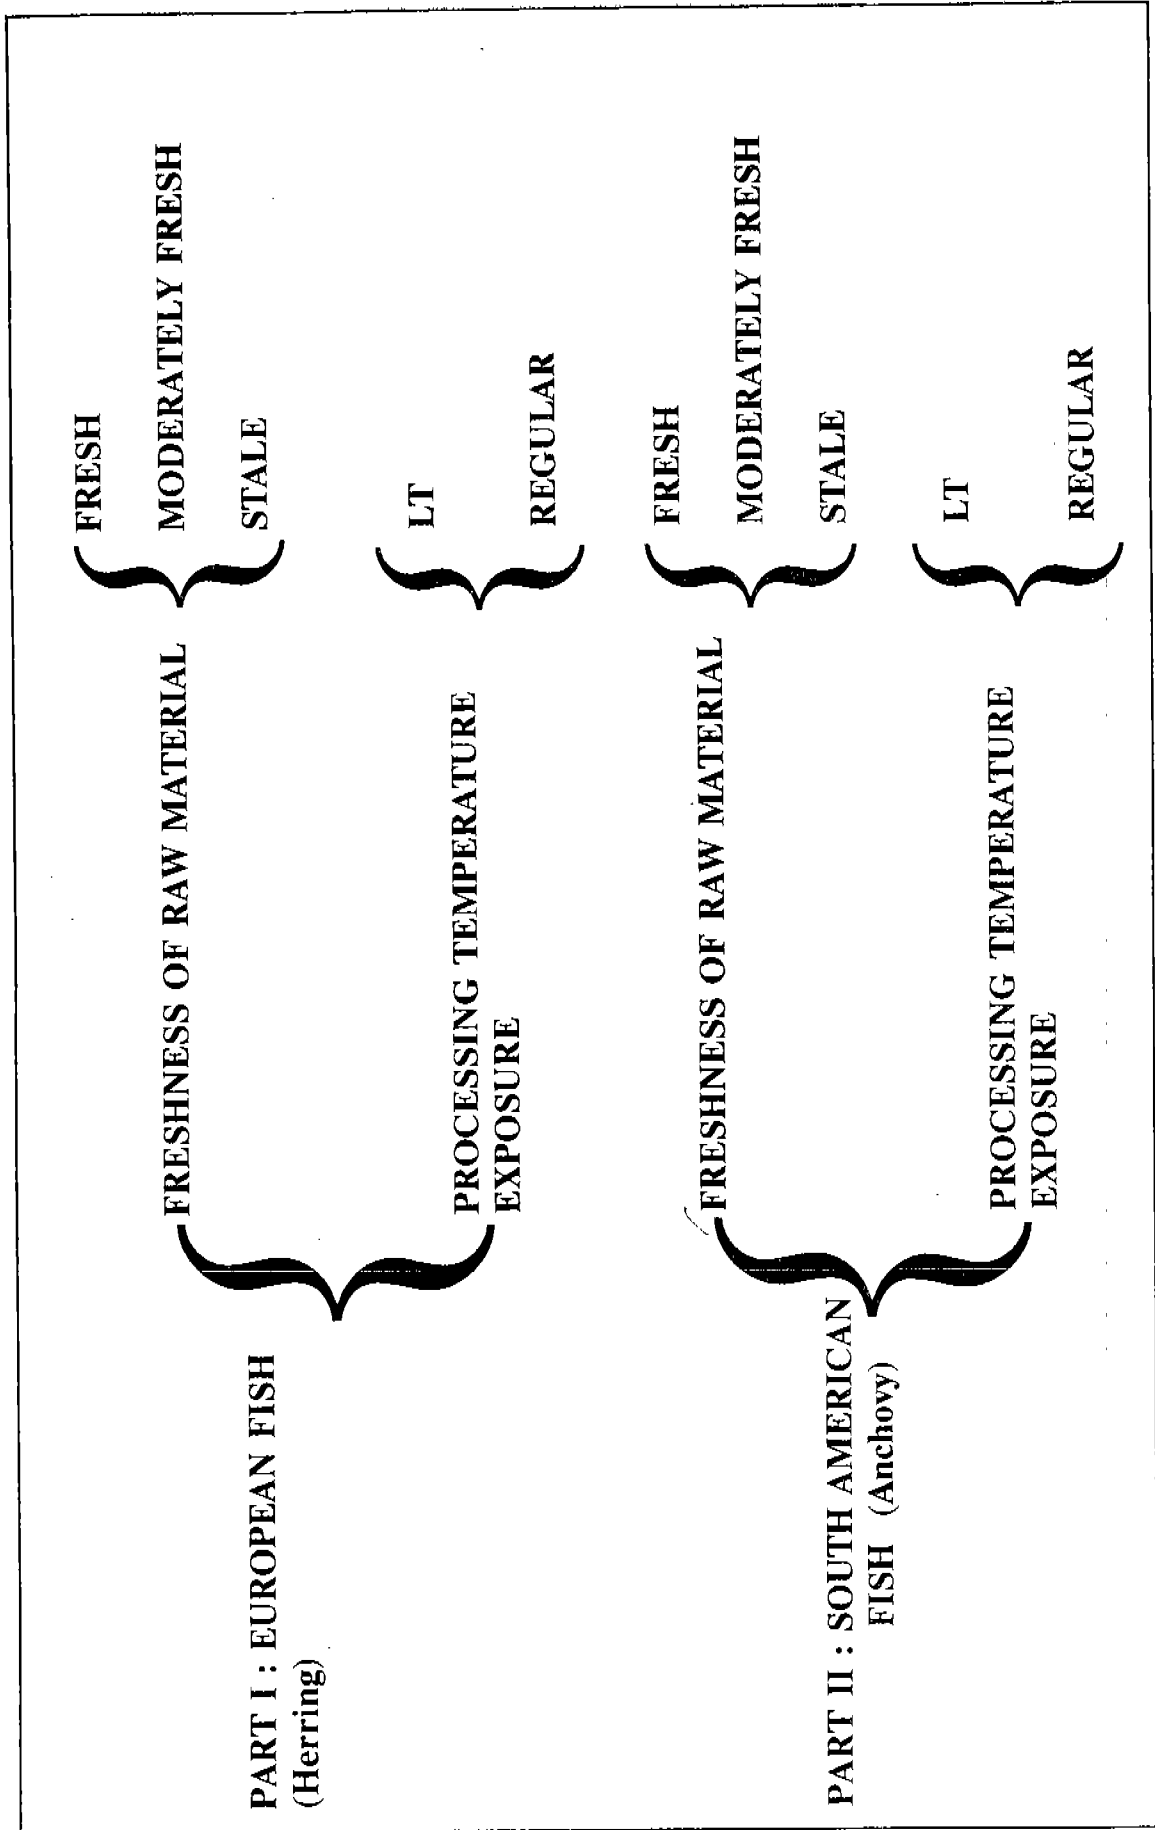 PART I : EUROPEAN FISH
(Herring)
FRESHNESS OF RAW MATERIAL
FRESH
MODERATELY FRESH
STALE
PROCESSING TEMPERATURE
EXPOSURE
LT
REGULAR
PART II : SOUTH AMERICAN
FISH (Anchovy)
FRESHNESS OF RAW MATERIAL
FRESH
MODERATELY FRESH
STALE
PROCESSING TEMPERATURE
EXPOSURE
LT
REGULAR